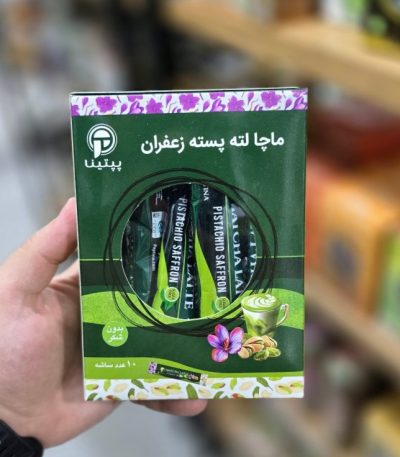 ماچا لته پسته زعفران
پپتینا
PISTACHIO SAFFRON
PISTACHIO SAFFRON
بدون
شکر
۱۰ عدد ساشه